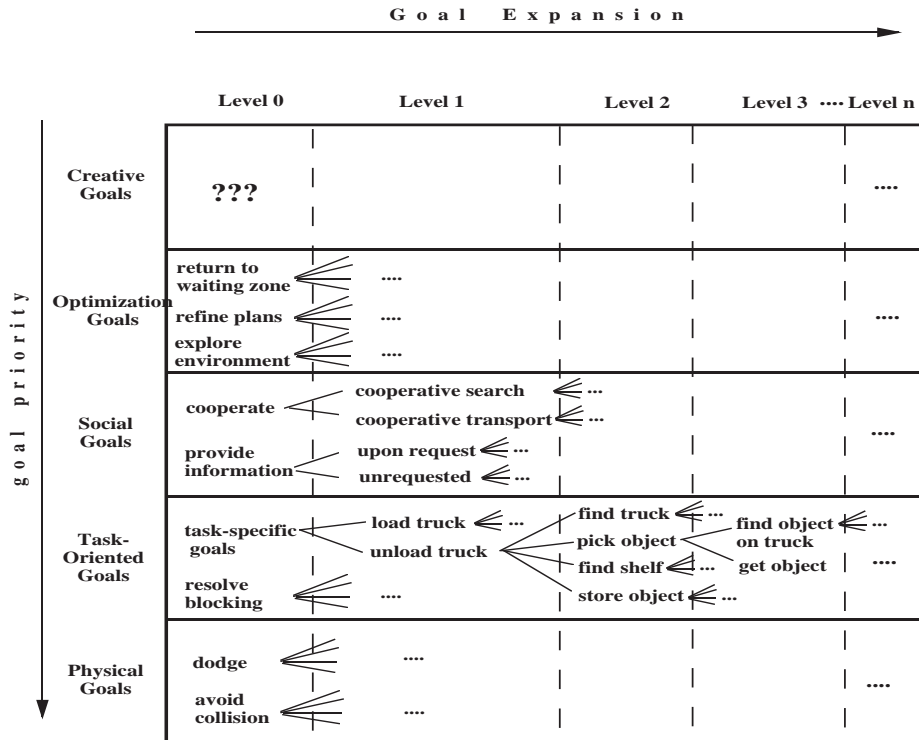 Goal Expansion
Level 0 Level 1 Level 2 Level 3 .... Level n
goal priority
Creative
Goals
???
....
Optimization
Goals
return to
waiting zone
....
refine plans
....
explore
environment
....
....
Social
Goals
cooperate
cooperative search ...
cooperative transport ...
provide
information
upon request ...
unrequested ...
....
Task-
Oriented
Goals
task-specific
goals
load truck ...
unload truck
find truck ...
pick object
find shelf ...
store object ...
find object
on truck
...
get object
resolve
blocking
....
....
Physical
Goals
dodge
....
avoid
collision
....
....